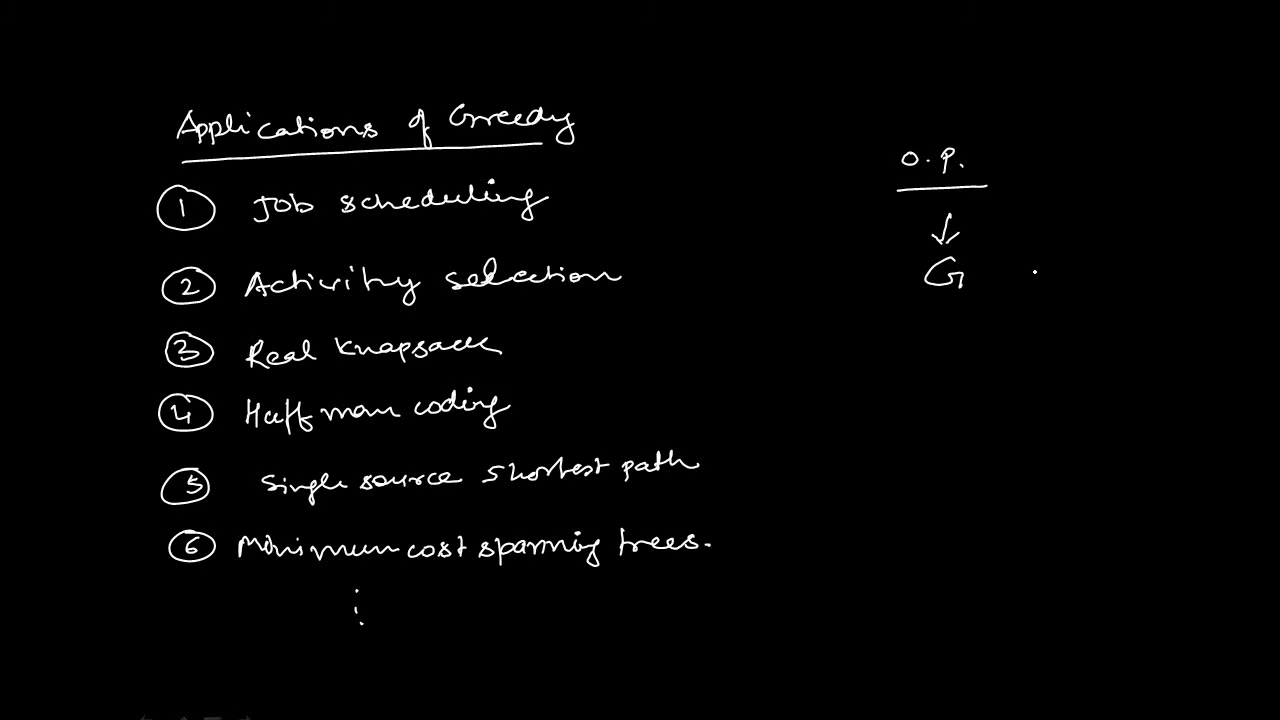 Applications of Greedy
1 Job scheduling
2 Activity selection
3 Real knapsack
4 Huffman coding
5 Single source shortest path
6 Minimum cost spanning trees.
O.P.
↓
G